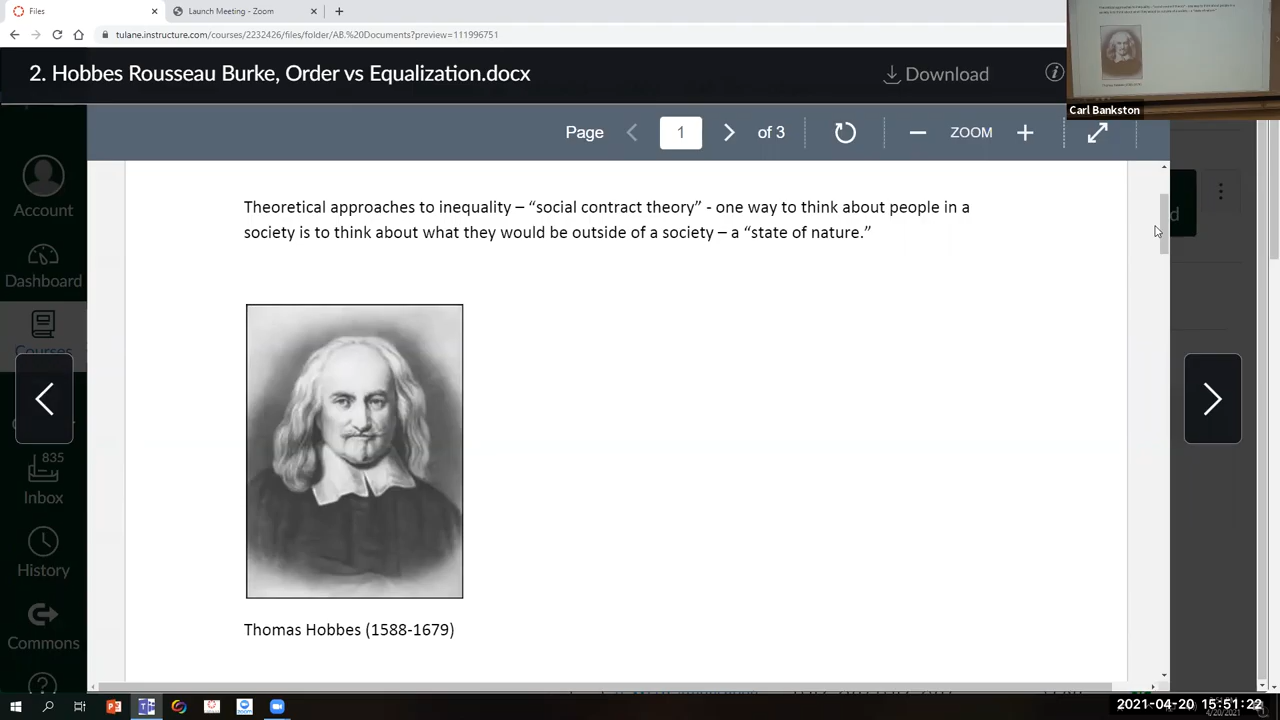 Files
Launch Meeting - Zoom
tulane.instructure.com/courses/2232426/files/folder/AB.%20Documents?preview=111996751
2. Hobbes Rousseau Burke, Order vs Equalization.docx
Download
Carl Bankston
Page
1
of 3
ZOOM
Theoretical approaches to inequality – “social contract theory” - one way to think about people in a
society is to think about what they would be outside of a society – a “state of nature.”
Thomas Hobbes (1588-1679)
Account
Dashboard
Courses
835
Inbox
History
Commons
2021-04-20 15:51:22